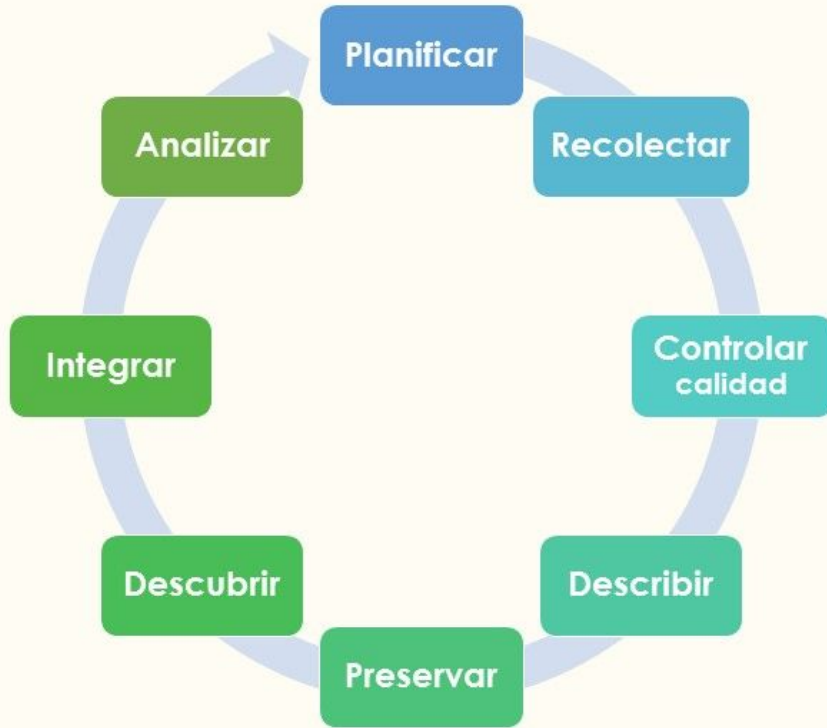 Planificar
Recolectar
Controlar
calidad
Describir
Preservar
Descubrir
Integrar
Analizar